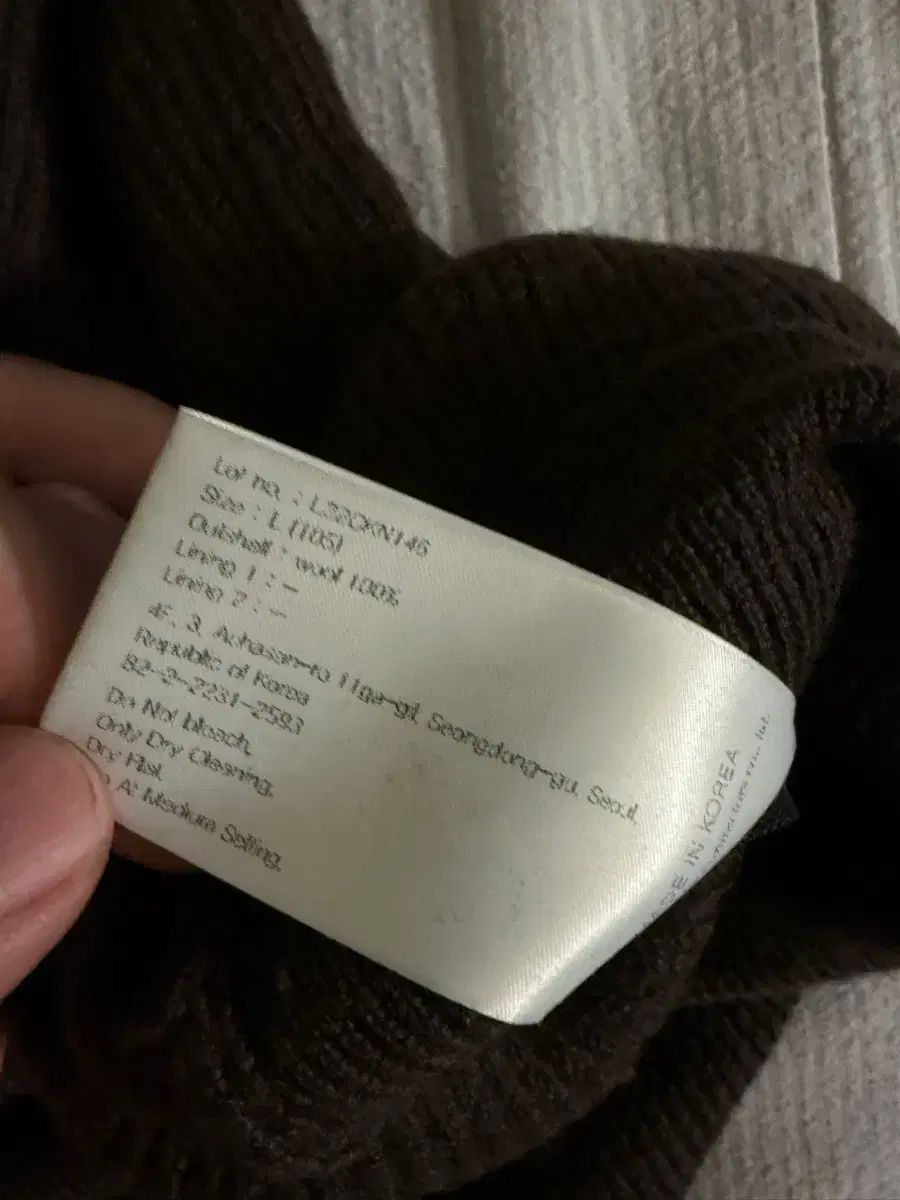 Lot no. : L32CKN145
Size : L (105)
Outshell : wool 100%
Lining 1 : —
Lining 2 : —
4F, 3, Achasan-ro 11ga-gil, Seongdong-gu, Seoul,
Republic of Korea
82-2-2231-2593
Do Not bleach,
Only Dry Cleaning,
Dry Flat,
At Medium Setting,
MADE IN KOREA